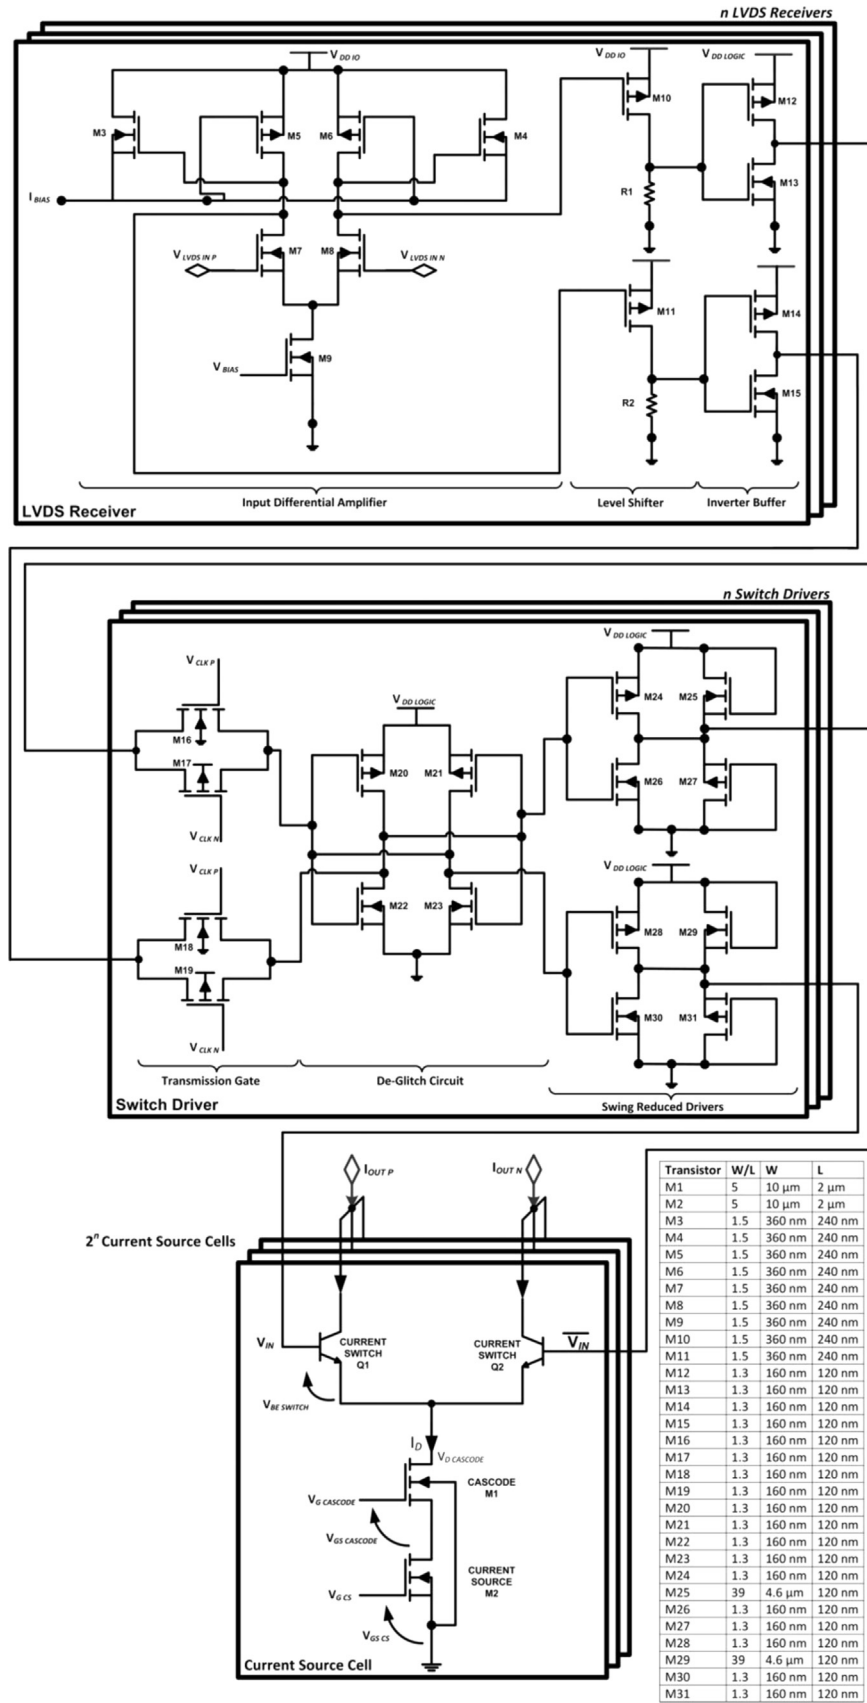 n LVDS Receivers
V DD IO
V DD IO
V DD LOGIC
M3
M5
M6
M4
M10
M12
I BIAS
R1
M13
V LVDS IN P
M7
M8
V LVDS IN N
M11
M14
V BIAS
M9
R2
M15
Input Differential Amplifier
Level Shifter
Inverter Buffer
LVDS Receiver
n Switch Drivers
V DD LOGIC
V CLK P
M24
M25
V DD LOGIC
M16
M17
M20
M21
M26
M27
V CLK N
V CLK P
V DD LOGIC
M22
M23
M18
M28
M29
M19
M30
M31
V CLK N
Transmission Gate
De-Glitch Circuit
Swing Reduced Drivers
Switch Driver
I OUT P
I OUT N
2n Current Source Cells
VIN
CURRENT
SWITCH
Q1
CURRENT
SWITCH
Q2
VIN
VBE SWITCH
ID
VD CASCODE
CASCODE
M1
VG CASCODE
VGS CASCODE
CURRENT
SOURCE
M2
VG CS
VGS CS
Current Source Cell
Transistor W/L W L
M1 5 10 µm 2 µm
M2 5 10 µm 2 µm
M3 1.5 360 nm 240 nm
M4 1.5 360 nm 240 nm
M5 1.5 360 nm 240 nm
M6 1.5 360 nm 240 nm
M7 1.5 360 nm 240 nm
M8 1.5 360 nm 240 nm
M9 1.5 360 nm 240 nm
M10 1.5 360 nm 240 nm
M11 1.5 360 nm 240 nm
M12 1.3 160 nm 120 nm
M13 1.3 160 nm 120 nm
M14 1.3 160 nm 120 nm
M15 1.3 160 nm 120 nm
M16 1.3 160 nm 120 nm
M17 1.3 160 nm 120 nm
M18 1.3 160 nm 120 nm
M19 1.3 160 nm 120 nm
M20 1.3 160 nm 120 nm
M21 1.3 160 nm 120 nm
M22 1.3 160 nm 120 nm
M23 1.3 160 nm 120 nm
M24 1.3 160 nm 120 nm
M25 39 4.6 µm 120 nm
M26 1.3 160 nm 120 nm
M27 1.3 160 nm 120 nm
M28 1.3 160 nm 120 nm
M29 39 4.6 µm 120 nm
M30 1.3 160 nm 120 nm
M31 1.3 160 nm 120 nm